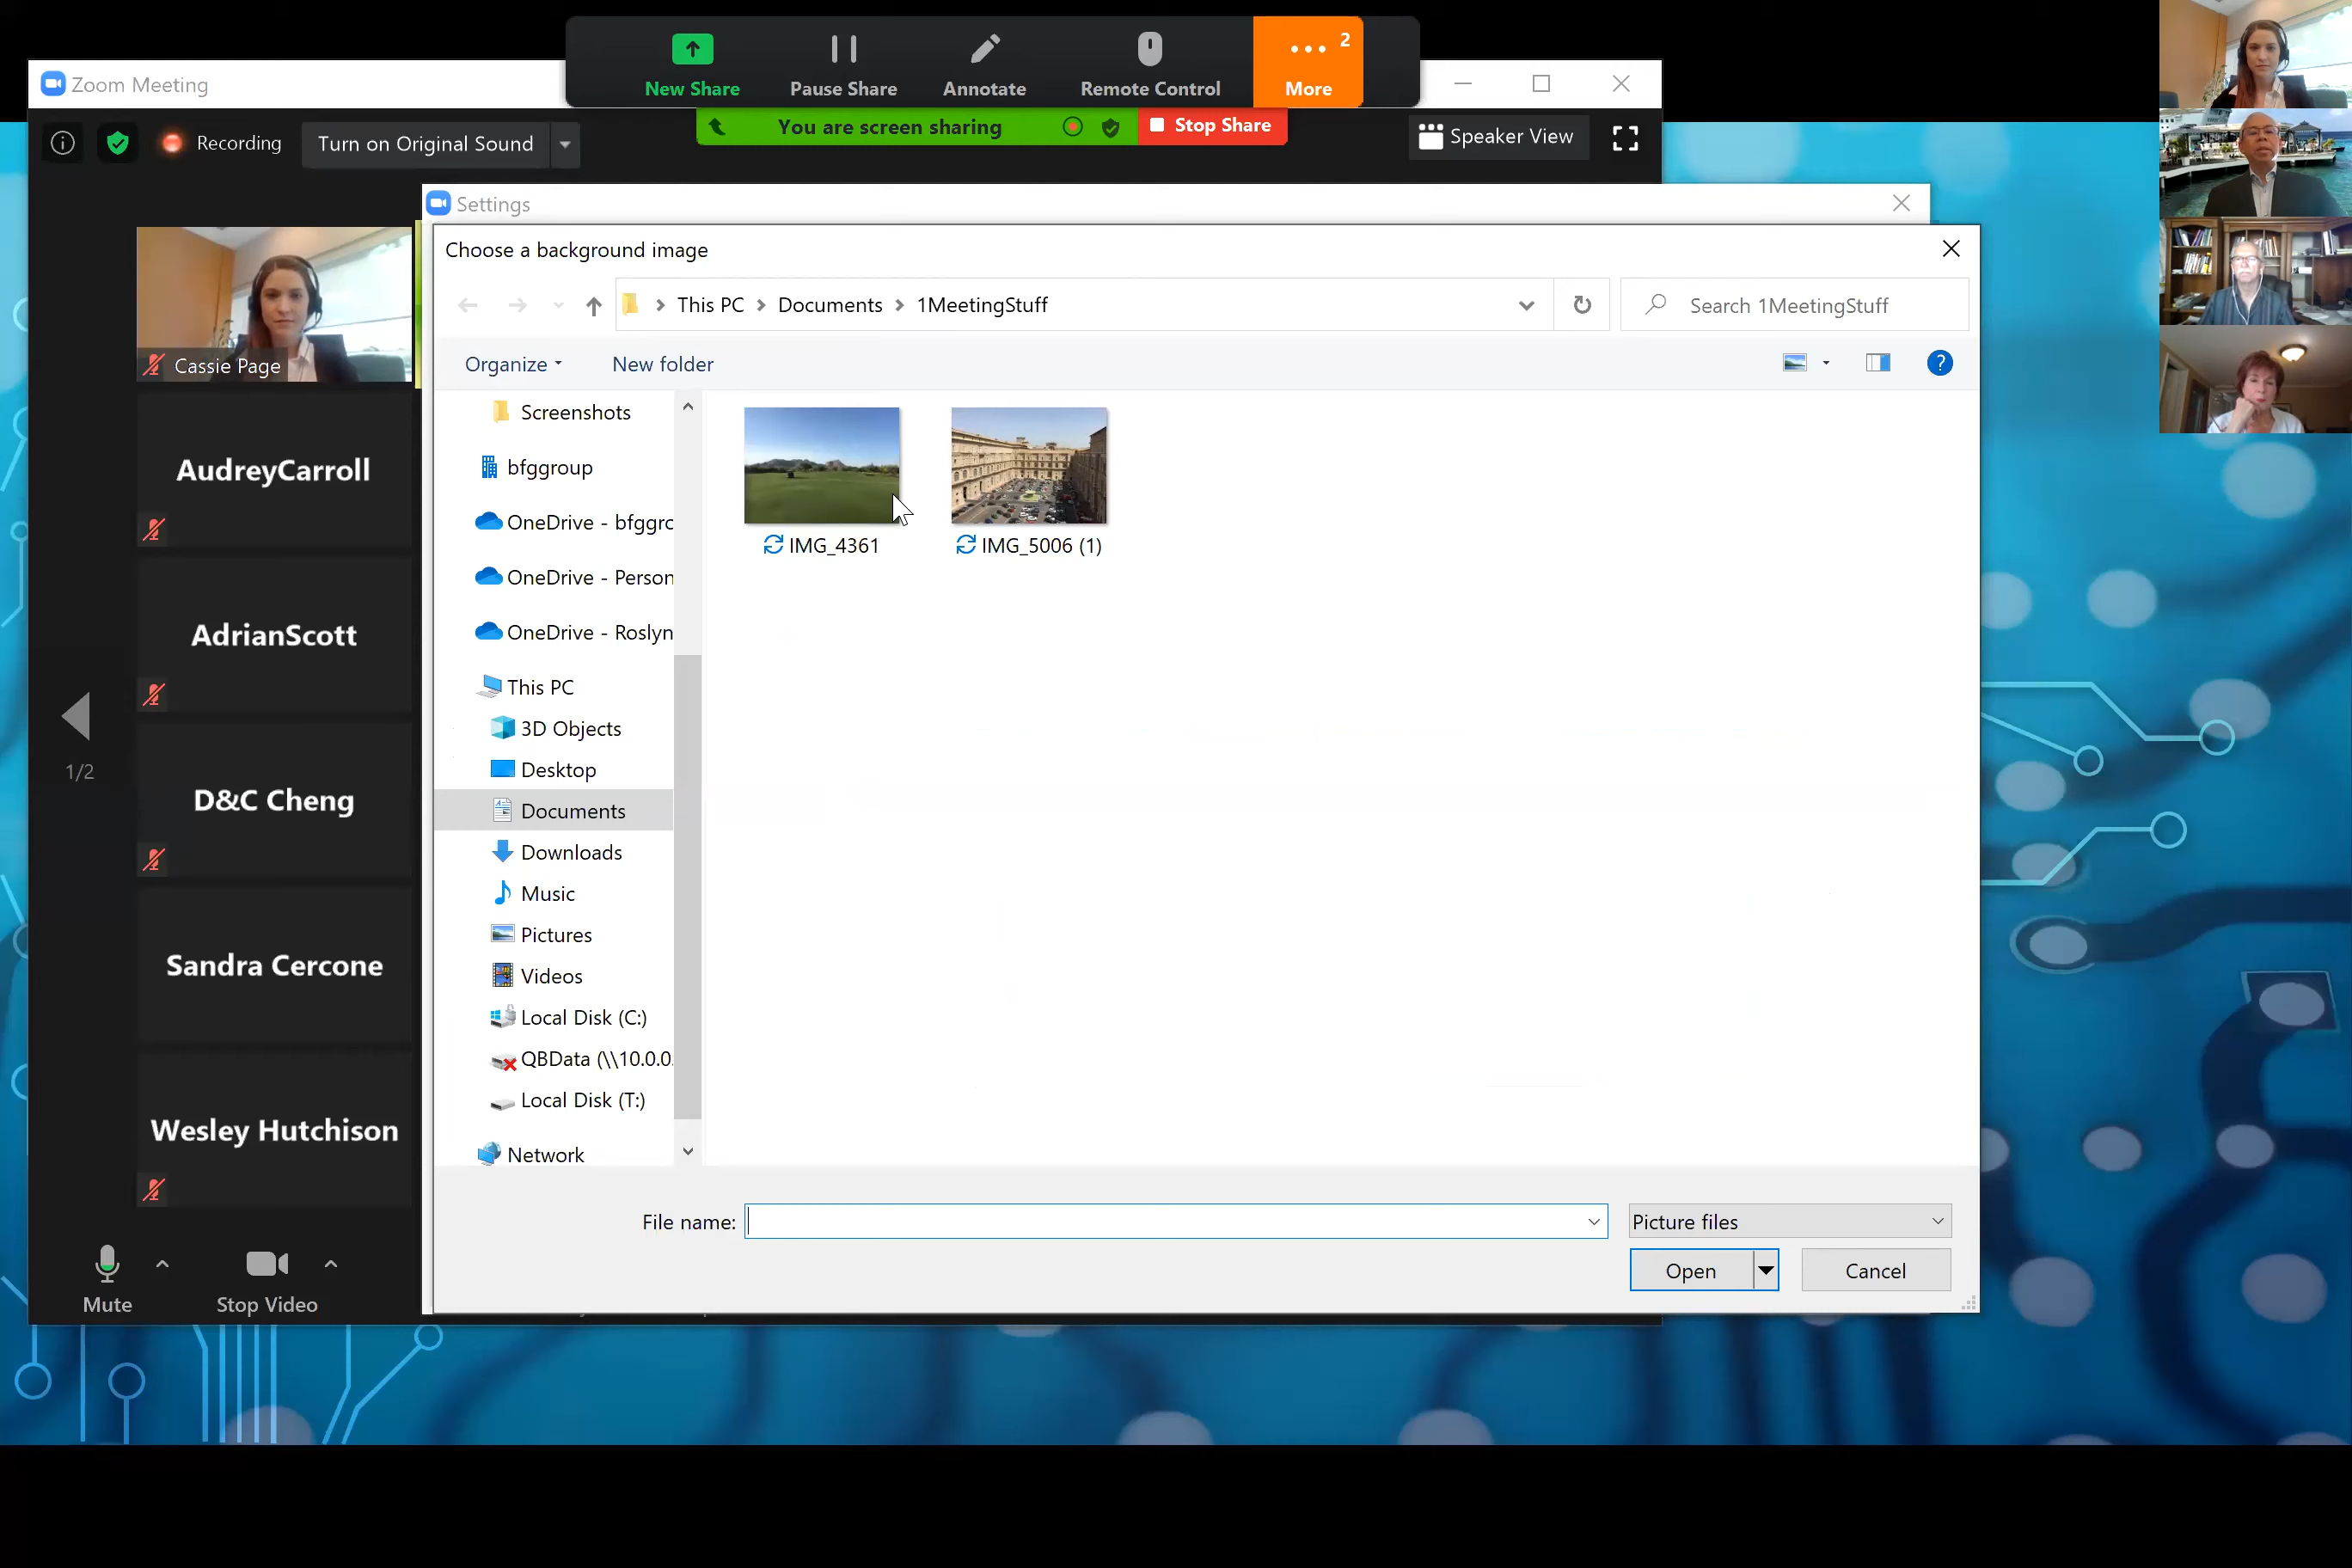 New Share
Pause Share
Annotate
Remote Control
2
More
Zoom Meeting
You are screen sharing
Stop Share
Recording
Turn on Original Sound
Speaker View
Settings
Choose a background image
This PC
Documents
1MeetingStuff
Search 1MeetingStuff
Organize
New folder
?
Cassie Page
AudreyCarroll
AdrianScott
D&C Cheng
Sandra Cercone
Wesley Hutchison
1/2
Screenshots
bfggroup
OneDrive - bfggrc
OneDrive - Person
OneDrive - Roslyn
This PC
3D Objects
Desktop
Documents
Downloads
Music
Pictures
Videos
Local Disk (C:)
QBData (\\10.0.0.
Local Disk (T:)
Network
IMG_4361
IMG_5006 (1)
File name:
Picture files
Open
Cancel
Mute
Stop Video